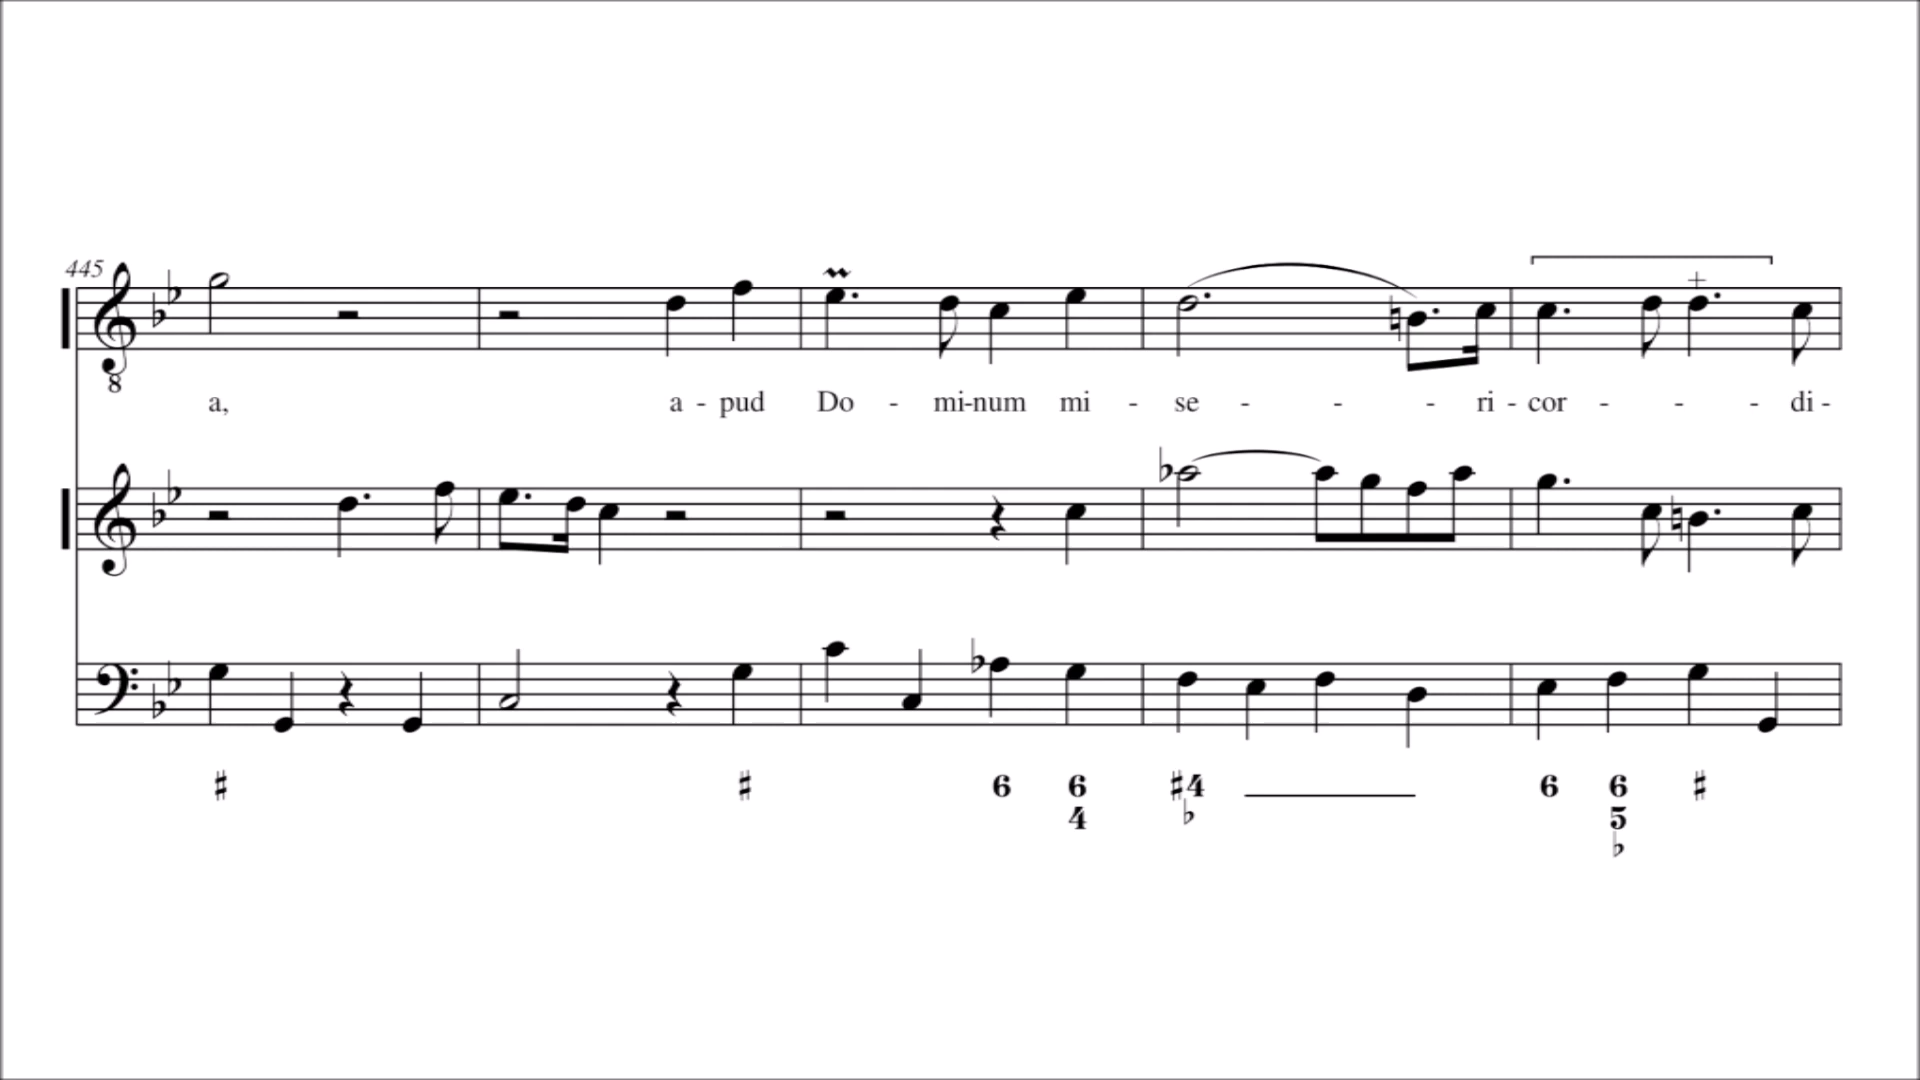 445
8
a, a - pud Do - mi-num mi - se - - - ri - cor - - - di -
♯ ♯ 6 6 ♯4 6 6 ♯
4 ♭ 5
♭